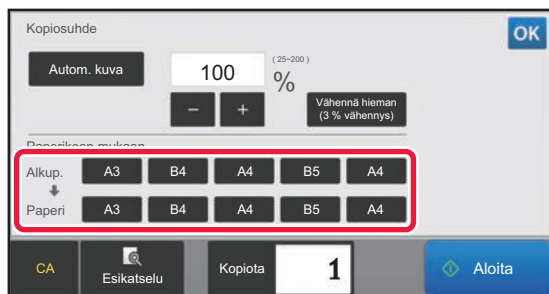 Kopiosuhde
OK
Autom. kuva
100
(25~200)
%
−
+
Vähennä hieman
(3 % vähennys)
Paperikoon mukaan
Alkup.
A3 B4 A4 B5 A4
Paperi
A3 B4 A4 B5 A4
CA
Esikatselu
Kopiota
1
Aloita